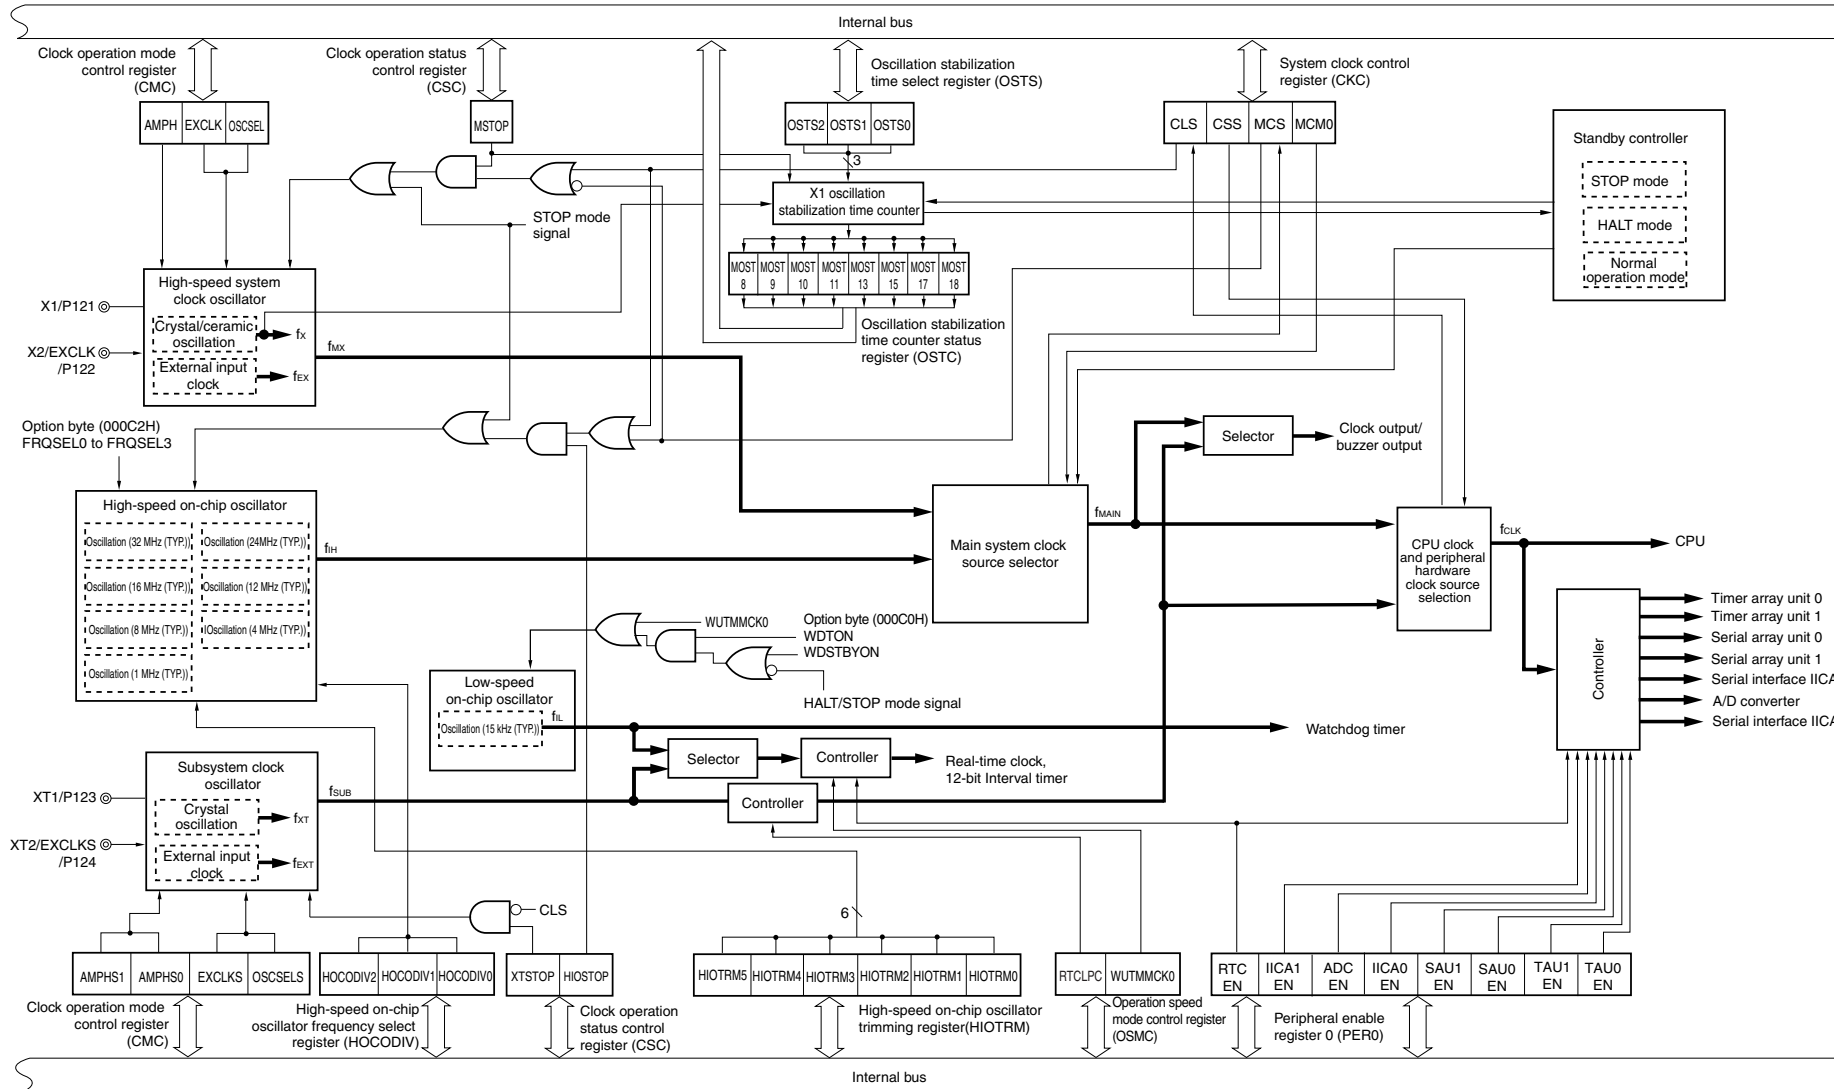 Internal bus
Clock operation mode
control register
(CMC)
Clock operation status
control register
(CSC)
Oscillation stabilization
time select register (OSTS)
System clock control
register (CKC)
AMPH
EXCLK
OSCSEL
MSTOP
OSTS2
OSTS1
OSTS0
CLS
CSS
MCS
MCM0
Standby controller
STOP mode
HALT mode
Normal
operation mode
3
X1 oscillation
stabilization time counter
STOP mode
signal
MOST
8
MOST
9
MOST
10
MOST
11
MOST
13
MOST
15
MOST
17
MOST
18
Oscillation stabilization
time counter status
register (OSTC)
High-speed system
clock oscillator
X1/P121
Crystal/ceramic
oscillation
fX
X2/EXCLK
/P122
External input
clock
fEX
fMX
Option byte (000C2H)
FRQSEL0 to FRQSEL3
Selector
Clock output/
buzzer output
High-speed on-chip oscillator
Oscillation (32 MHz (TYP.))
Oscillation (24MHz (TYP.))
Oscillation (16 MHz (TYP.))
Oscillation (12 MHz (TYP.))
Oscillation (8 MHz (TYP.))
IOscillation (4 MHz (TYP.))
Oscillation (1 MHz (TYP.))
fIH
Main system clock
source selector
fMAIN
CPU clock
and peripheral
hardware
clock source
selection
fCLK
CPU
WUTMMCK0
Option byte (000C0H)
WDTON
WDSTBYON
HALT/STOP mode signal
Low-speed
on-chip oscillator
Oscillation (15 kHz (TYP.))
fIL
Watchdog timer
Controller
Timer array unit 0
Timer array unit 1
Serial array unit 0
Serial array unit 1
Serial interface IICA
A/D converter
Serial interface IICA
Selector
Controller
Real-time clock,
12-bit Interval timer
Controller
Subsystem clock
oscillator
XT1/P123
Crystal
oscillation
fXT
XT2/EXCLKS
/P124
External input
clock
fEXT
fSUB
CLS
6
AMPHS1
AMPHS0
EXCLKS
OSCSELS
HOCODIV2
HOCODIV1
HOCODIV0
XTSTOP
HIOSTOP
HIOTRM5
HIOTRM4
HIOTRM3
HIOTRM2
HIOTRM1
HIOTRM0
RTCLPC
WUTMMCK0
RTC
EN
IICA1
EN
ADC
EN
IICA0
EN
SAU1
EN
SAU0
EN
TAU1
EN
TAU0
EN
Clock operation mode
control register
(CMC)
High-speed on-chip
oscillator frequency select
register (HOCODIV)
Clock operation
status control
register (CSC)
High-speed on-chip oscillator
trimming register(HIOTRM)
Operation speed
mode control register
(OSMC)
Peripheral enable
register 0 (PER0)
Internal bus